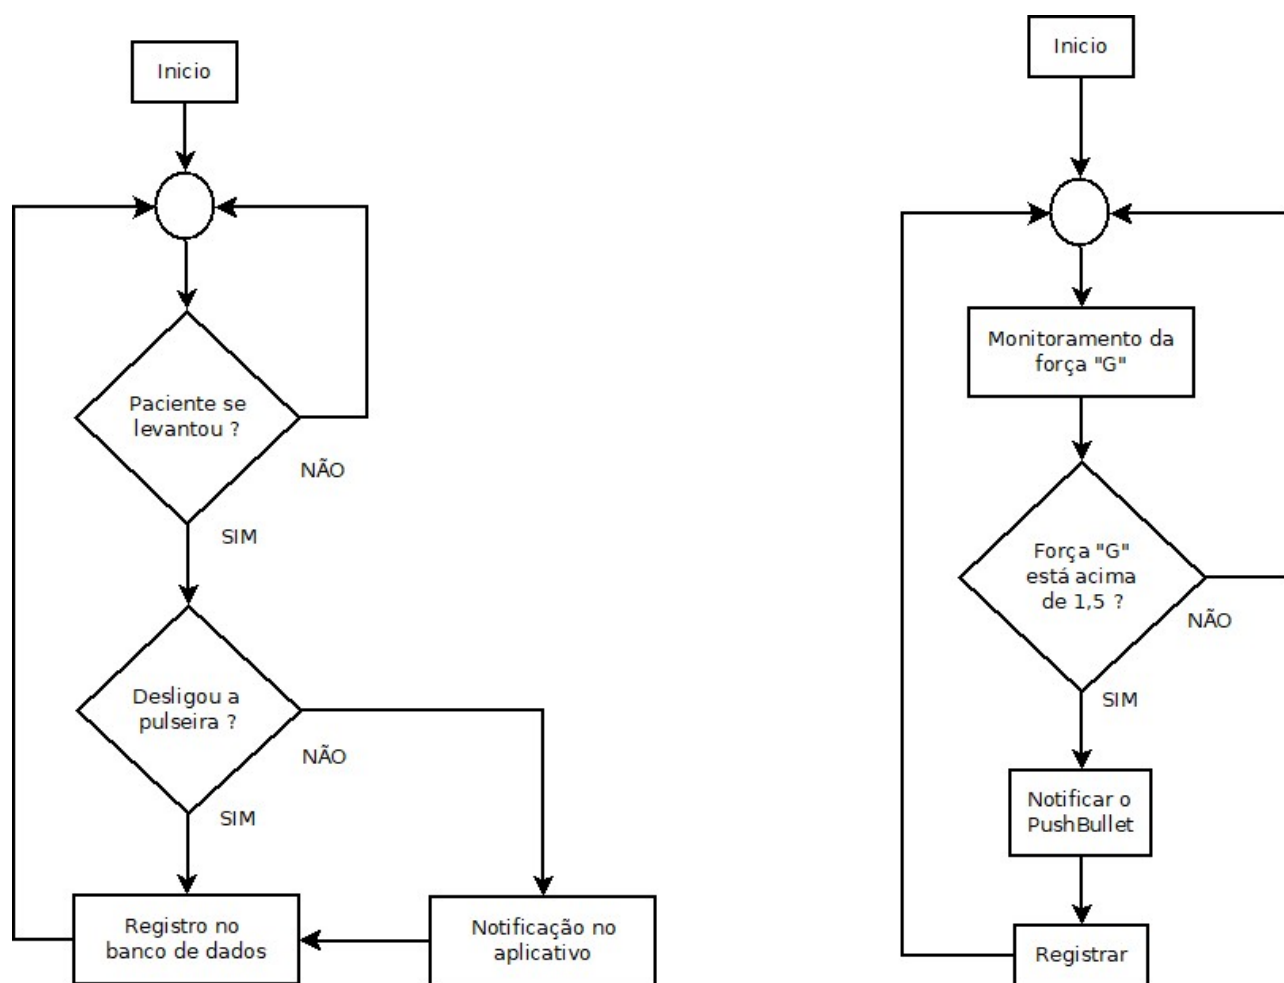 Inicio
Paciente se
levantou ?
NÃO
SIM
Desligou a
pulseira ?
NÃO
SIM
Registro no
banco de dados
Notificação no
aplicativo
Inicio
Monitoramento da
força "G"
Força "G"
está acima
de 1,5 ?
NÃO
SIM
Notificar o
PushBullet
Registrar